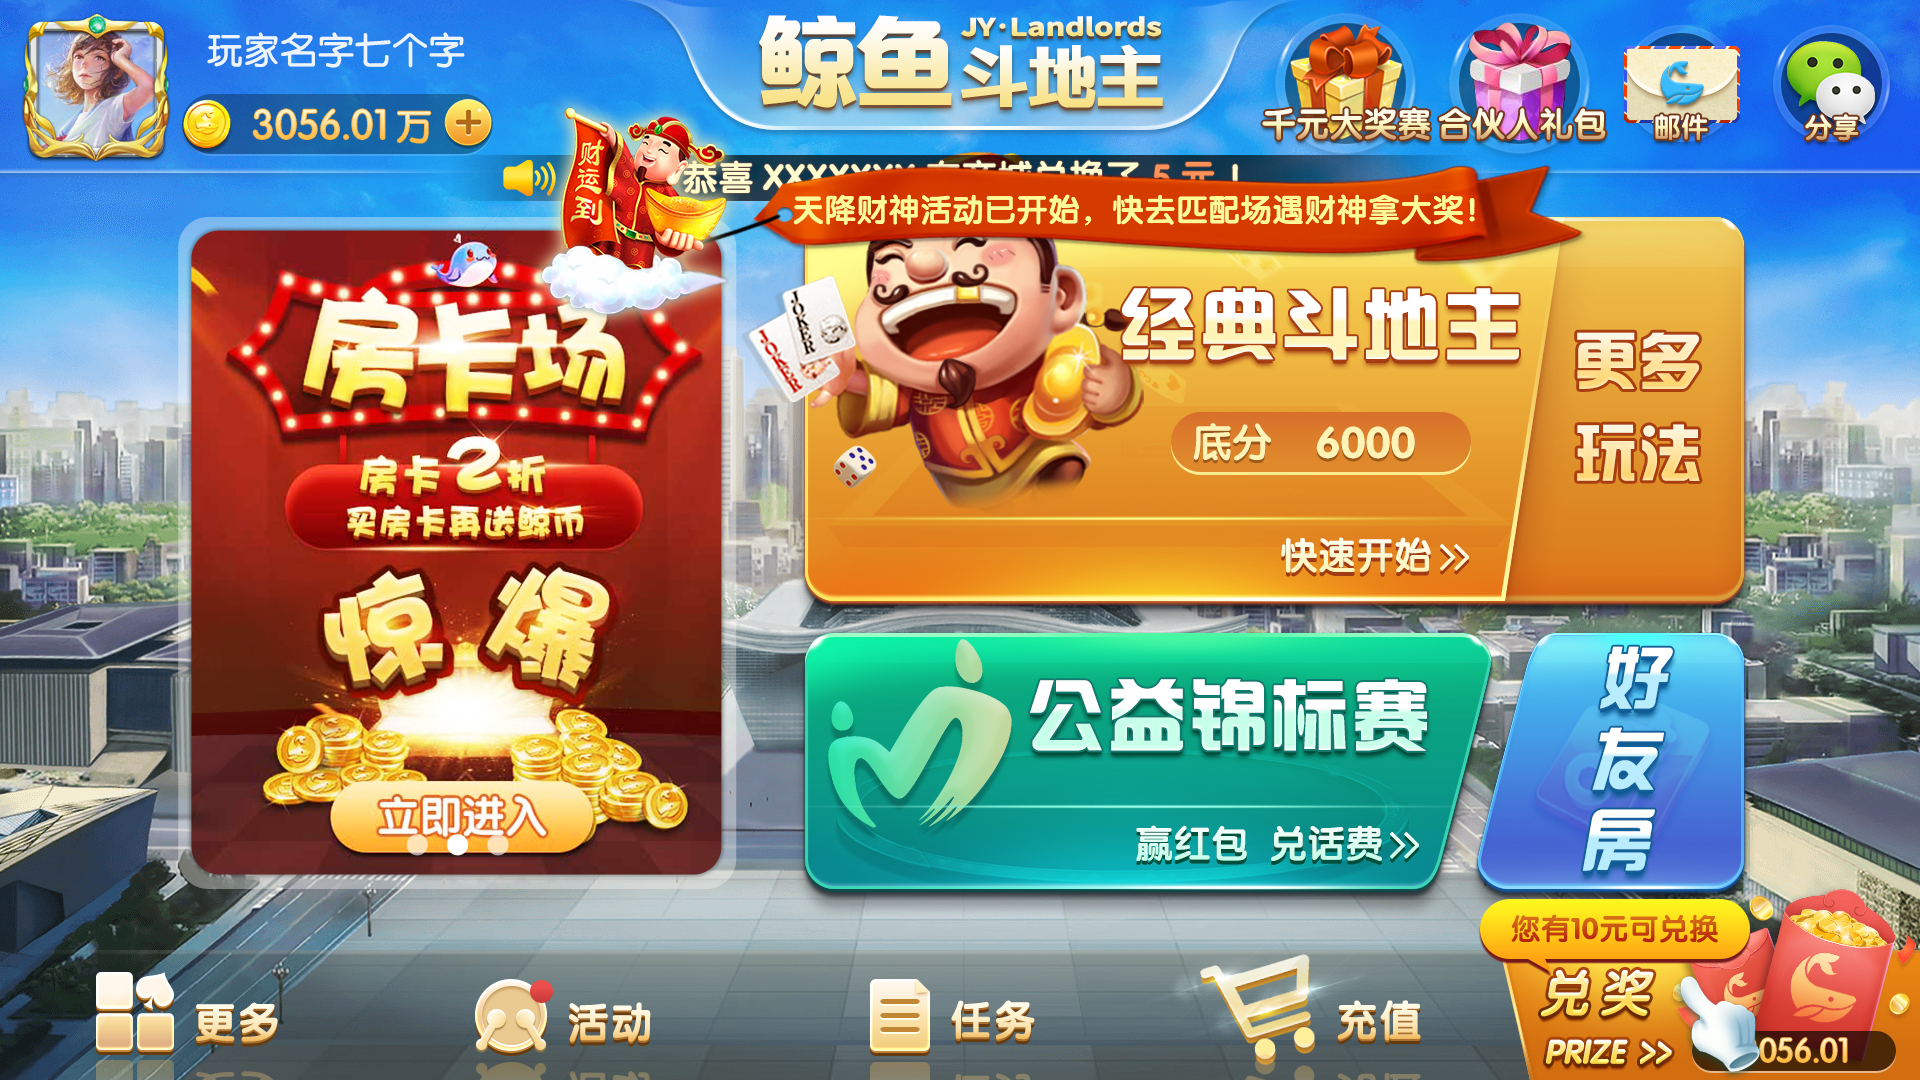 玩家名字七个字
3056.01万
鲸鱼
JY·Landlords
斗地主
千元大奖赛
合伙人礼包
邮件
分享
财运到
恭喜 XXXXXXX
5元！
天降财神活动已开始，快去匹配场遇财神拿大奖！
房卡场
房卡2折
买房卡再送鲸币
惊爆
立即进入
JOKER
JOKER
经典斗地主
底分 6000
快速开始>>
更多
玩法
公益锦标赛
赢红包 兑话费>>
好友房
您有10元可兑换
兑奖
PRIZE >>
056.01
更多
活动
任务
充值